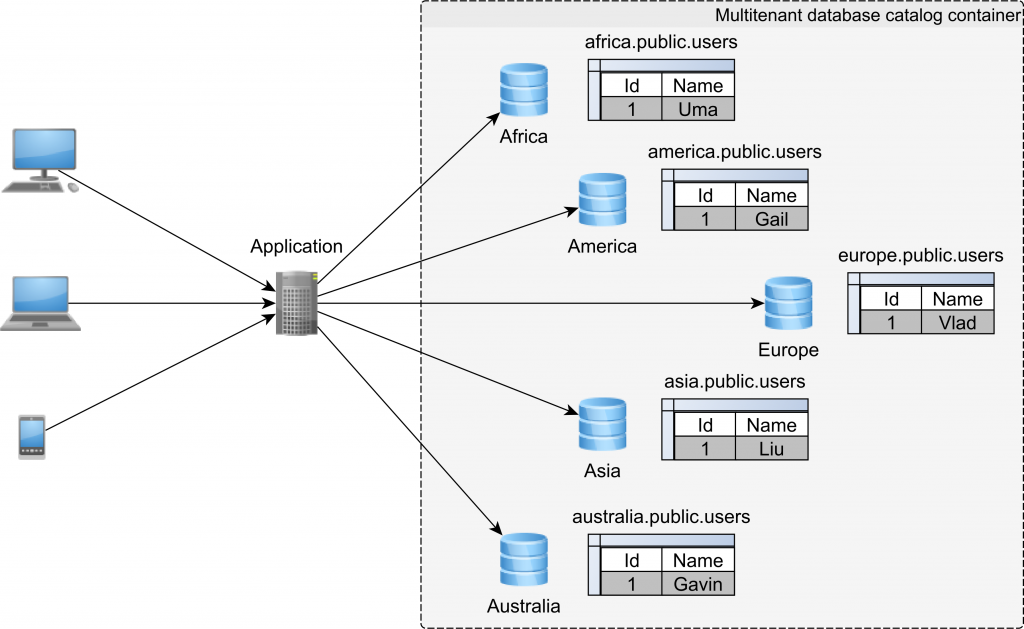 Multitenant database catalog container
africa.public.users
Id Name
1 Uma
Africa
america.public.users
Id Name
1 Gail
America
Application
europe.public.users
Id Name
1 Vlad
Europe
asia.public.users
Id Name
1 Liu
Asia
australia.public.users
Id Name
1 Gavin
Australia